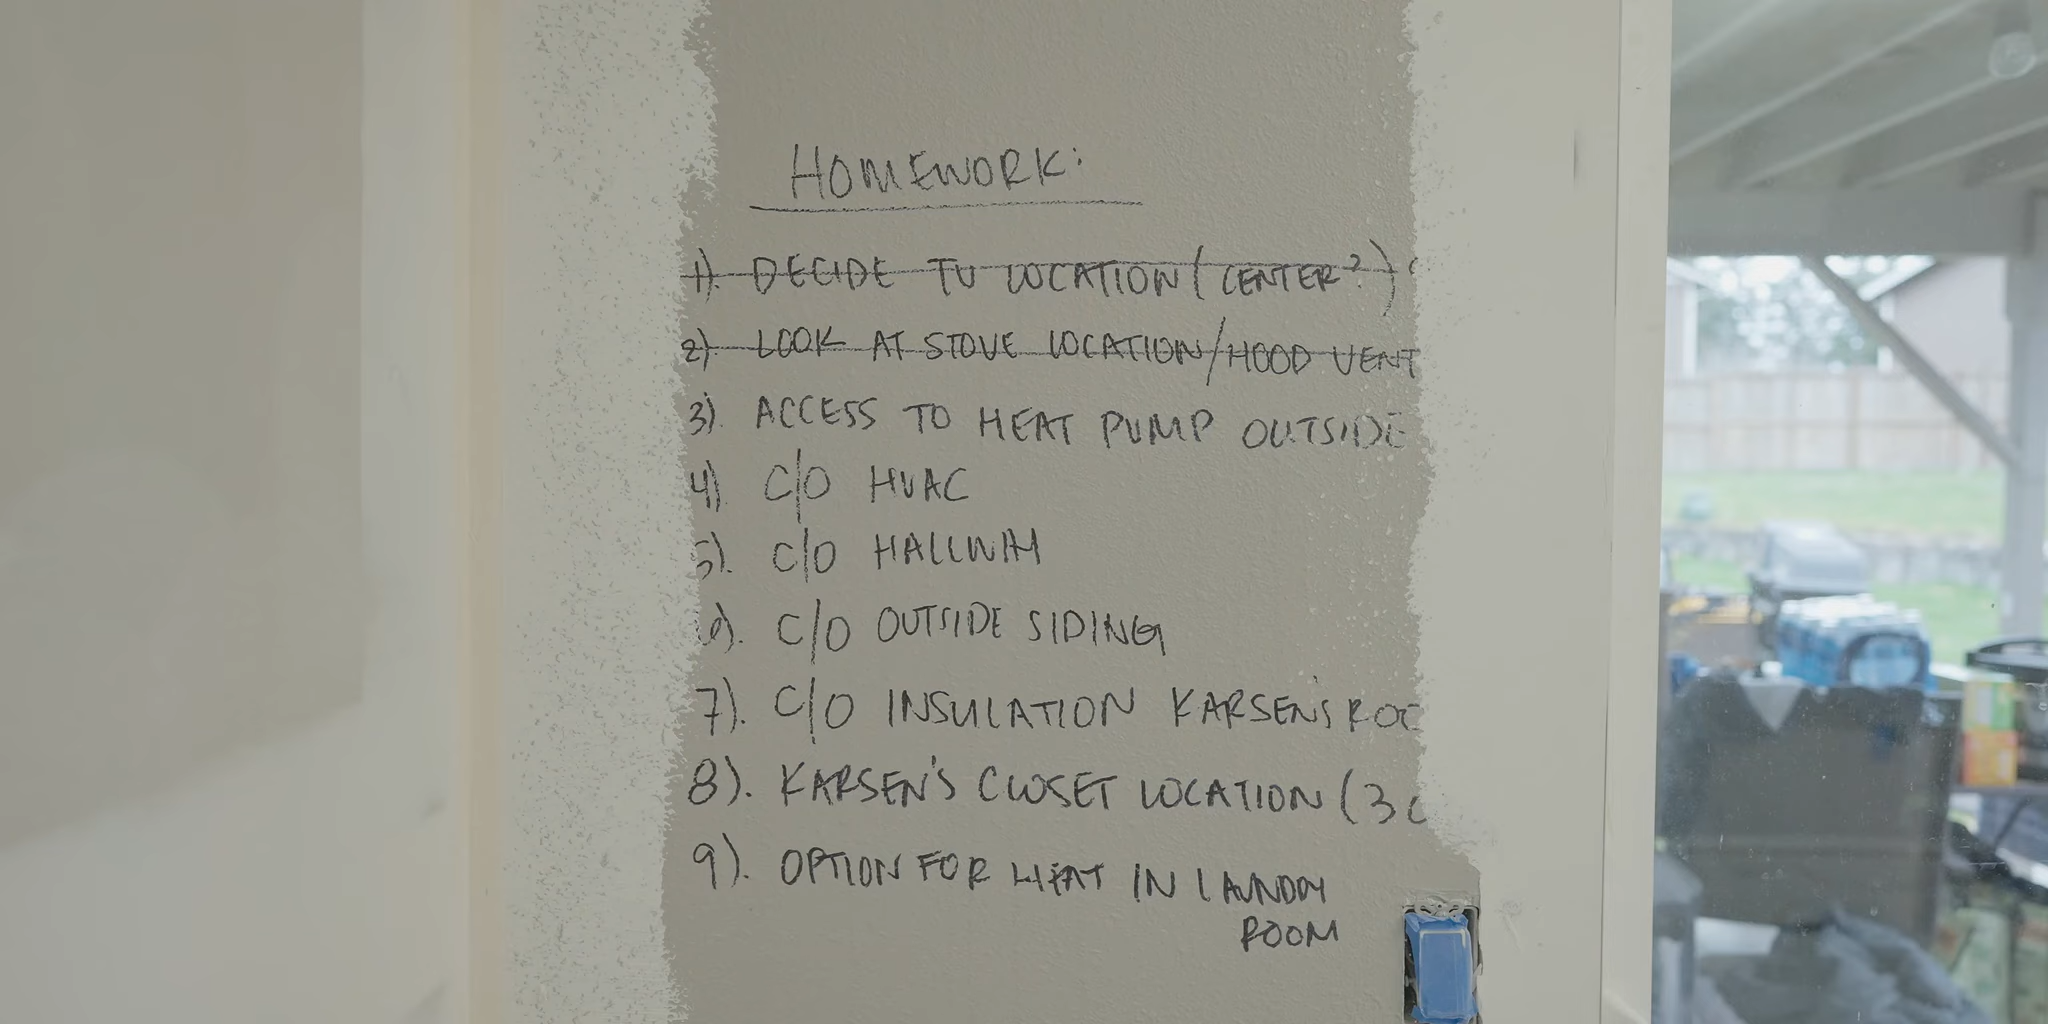 HOMEWORK:
1). DECIDE TV LOCATION (CENTER?)
2). LOOK AT STOVE LOCATION/HOOD VENT
3). ACCESS TO HEAT PUMP OUTSIDE
4). C/O HVAC
5). C/O HALLWAY
6). C/O OUTSIDE SIDING
7). C/O INSULATION KARSEN'S ROO
8). KARSEN'S CLOSET LOCATION (3
9). OPTION FOR HEAT IN LAUNDRY
ROOM